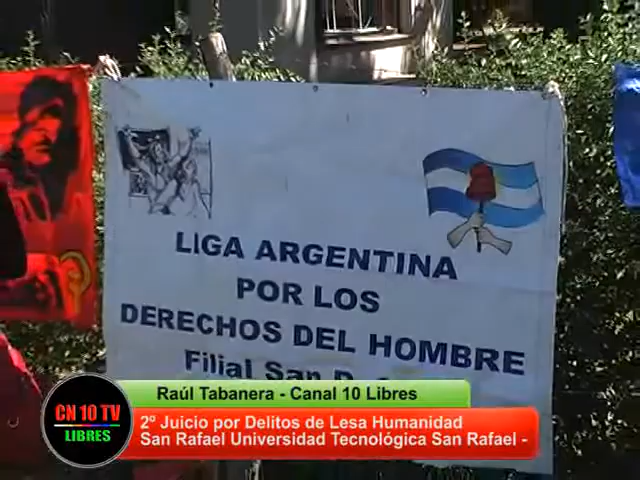 LIGA ARGENTINA
POR LOS
DERECHOS DEL HOMBRE
Filial San
Raúl Tabanera - Canal 10 Libres
CN 10 TV
LIBRES
2º Juicio por Delitos de Lesa Humanidad
San Rafael Universidad Tecnológica San Rafael -